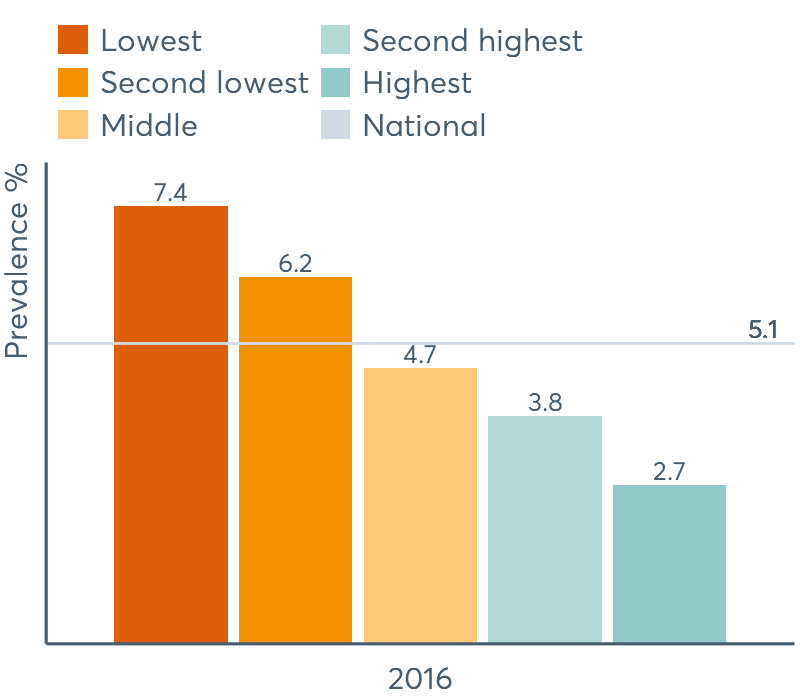 Lowest
Second lowest
Middle
Second highest
Highest
National
Prevalence %
7.4
6.2
4.7
3.8
2.7
5.1
2016